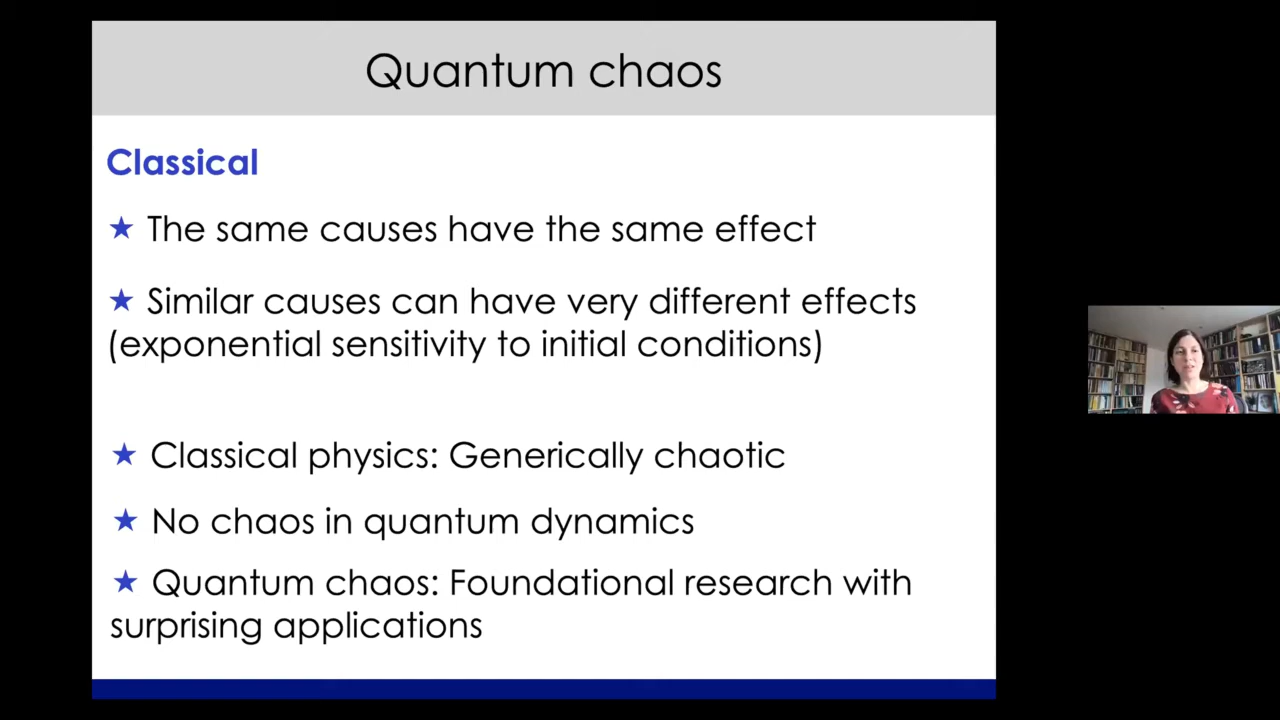 Quantum chaos
Classical
★ The same causes have the same effect
★ Similar causes can have very different effects
(exponential sensitivity to initial conditions)
★ Classical physics: Generically chaotic
★ No chaos in quantum dynamics
★ Quantum chaos: Foundational research with
surprising applications